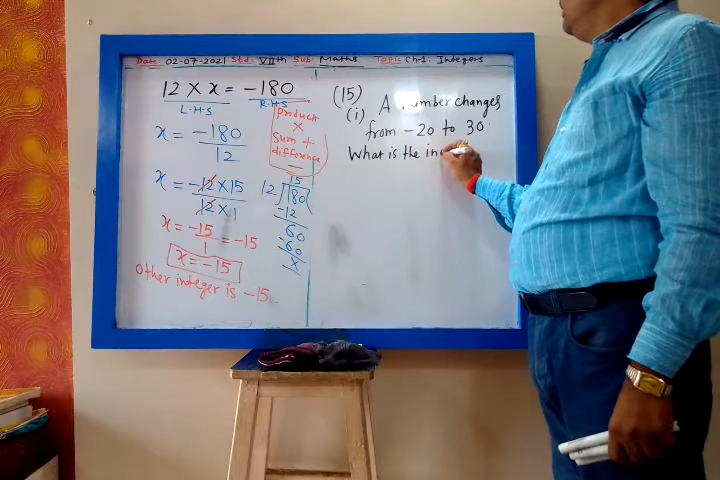 Date: 02-07-2021 Std: VIIth Sub: Maths Topic Ch-1: Integers
12 × x = -180
L.H.S R.H.S
x = -180
12
x = -12 × 15
12 × 1
x = -15 = -15
1
x = -15
Other integer is -15
Product
×
Sum +
difference
—
15
12 180
-12
60
-60
x
(15)
(i) A number changes
from -20 to 30.
What is the inc